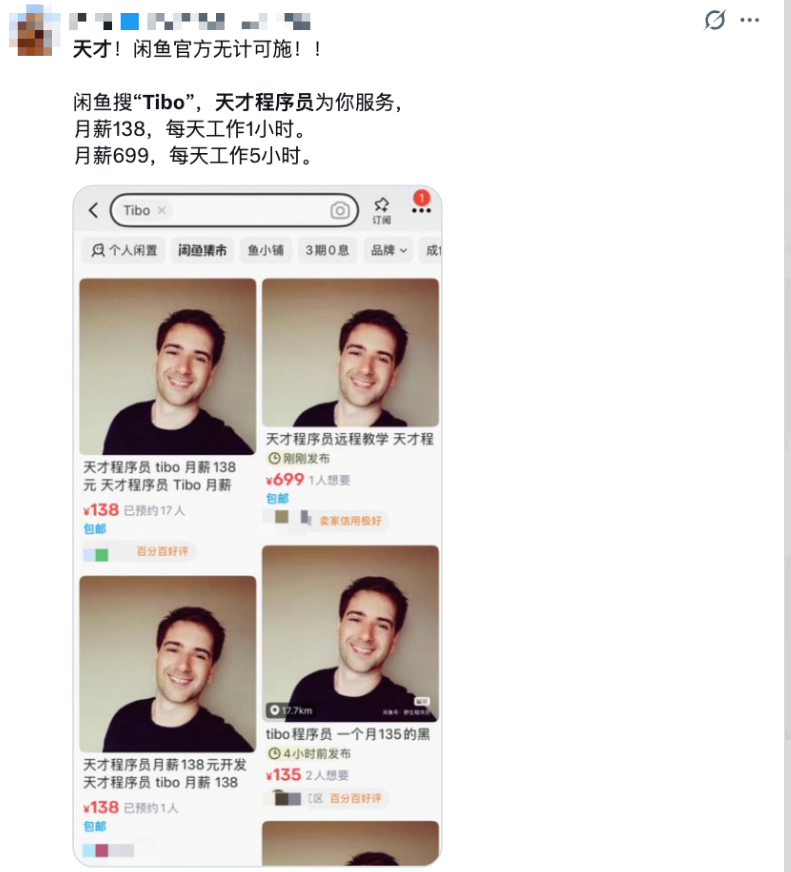 天才！闲鱼官方无计可施！！
闲鱼搜“Tibo”，天才程序员为你服务，
月薪138，每天工作1小时。
月薪699，每天工作5小时。
Tibo ×
订阅
1
个人闲置 闲鱼集市 鱼小铺 3期0息 品牌
天才程序员 tibo 月薪138
元 天才程序员 Tibo 月薪
¥138 已预约17人
包邮
百分百好评
天才程序员远程教学 天才程
刚刚发布
¥699 1人想要
包邮
卖家信用极好
天才程序员月薪138元开发
天才程序员 tibo 月薪 138
¥138 已预约1人
包邮
17.7km
tibo程序员 一个月135的黑
4小时前发布
¥135 2人想要
区 百分百好评